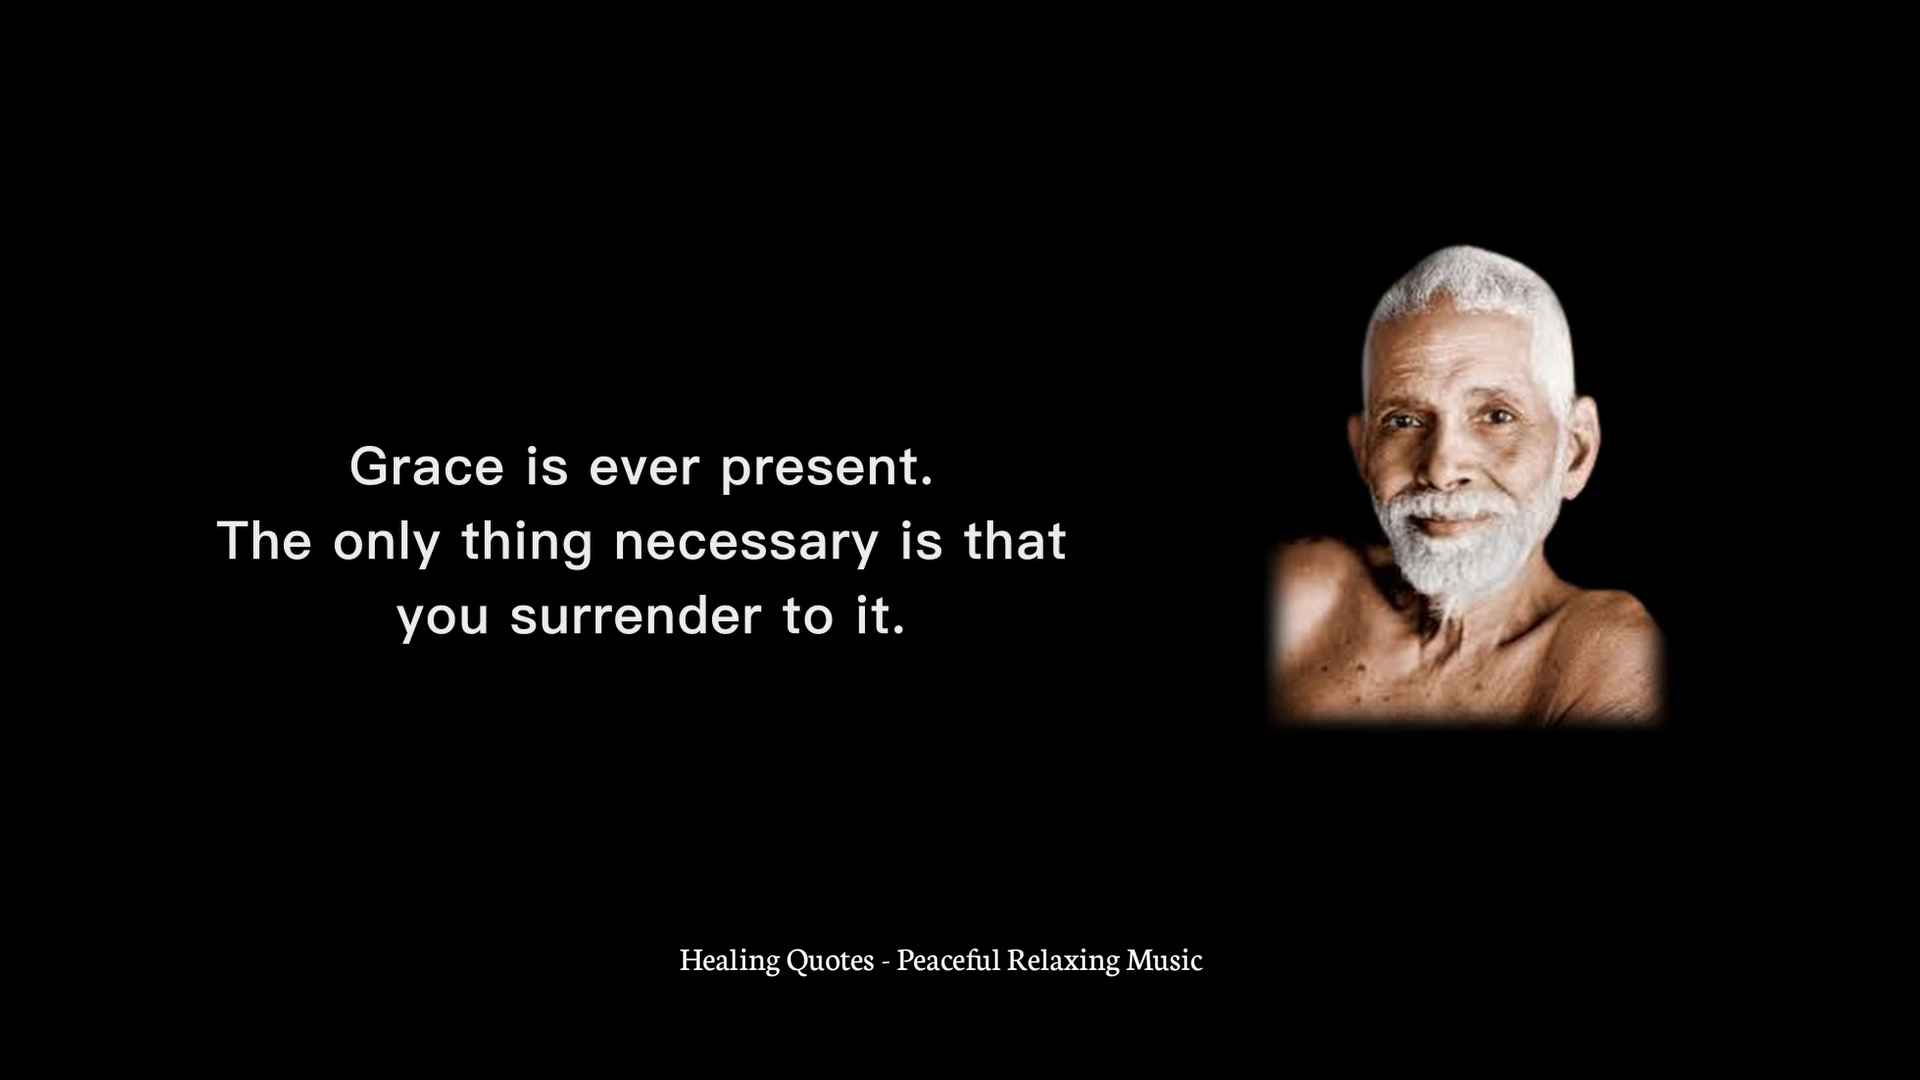 Grace is ever present.
The only thing necessary is that
you surrender to it.
Healing Quotes - Peaceful Relaxing Music